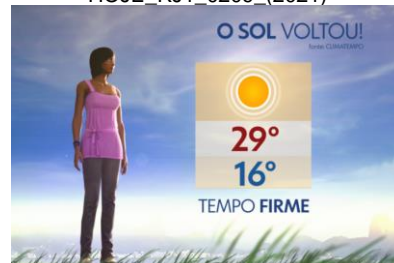 O SOL VOLTOU!
fonte: CLIMATEMPO
29°
16°
TEMPO FIRME